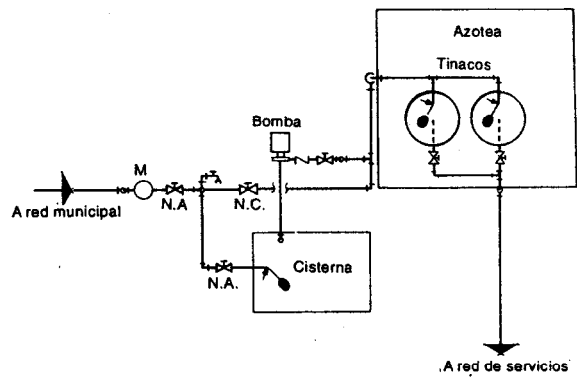 Azotea
Tinacos
Bomba
M
A red municipal
N.A
N.C.
Cisterna
N.A.
A red de servicios